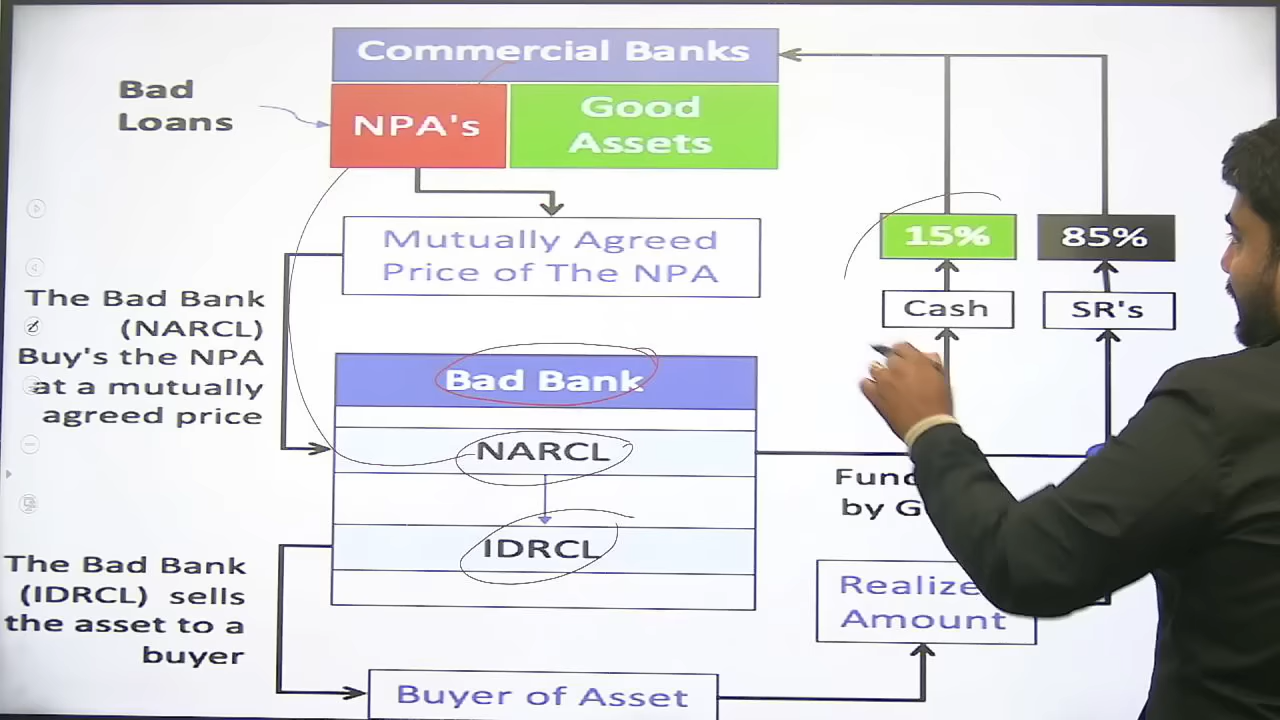 Commercial Banks
Bad
Loans
NPA's
Good
Assets
Mutually Agreed
Price of The NPA
15%
85%
Cash
SR's
The Bad Bank
(NARCL)
Buy's the NPA
at a mutually
agreed price
Bad Bank
NARCL
IDRCL
by
The Bad Bank
(IDRCL) sells
the asset to a
buyer
Amount
Buyer of Asset